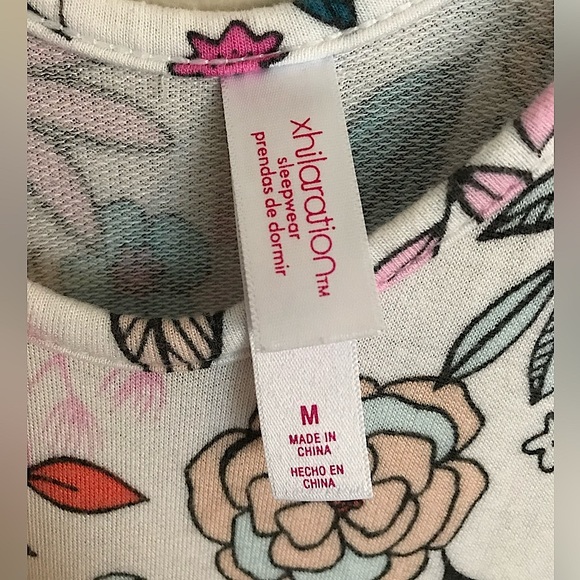 xhilaration™
sleepwear
prendas de dormir
M
MADE IN
CHINA
HECHO EN
CHINA